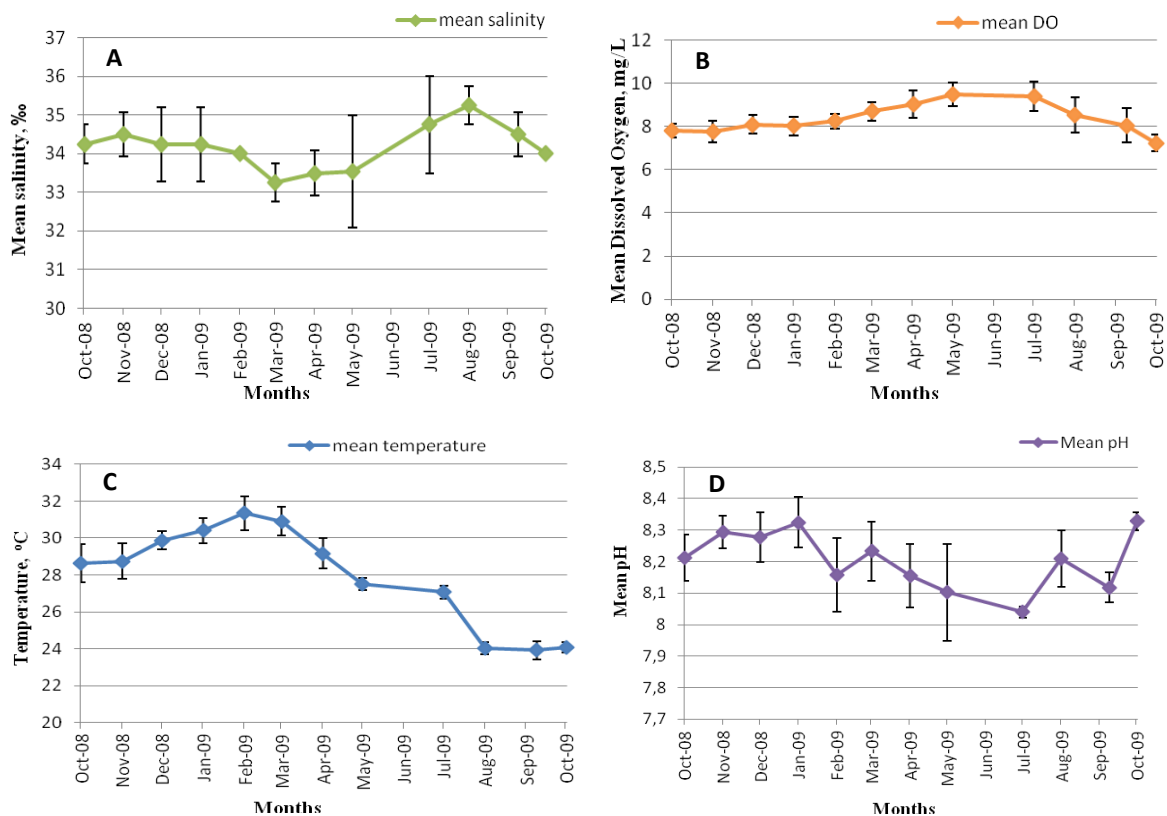 mean salinity
A
37
36
35
34
33
32
31
30
Mean salinity, ‰
Oct-08
Nov-08
Dec-08
Jan-09
Feb-09
Mar-09
Apr-09
May-09
Jun-09
Jul-09
Aug-09
Sep-09
Oct-09
Months
mean DO
B
12
10
8
6
4
2
0
Mean Dissolved Osygen, mg/L
Oct-08
Nov-08
Dec-08
Jan-09
Feb-09
Mar-09
Apr-09
May-09
Jun-09
Jul-09
Aug-09
Sep-09
Oct-09
Months
mean temperature
C
34
32
30
28
26
24
22
20
Temperature, ºC
Oct-08
Nov-08
Dec-08
Jan-09
Feb-09
Mar-09
Apr-09
May-09
Jun-09
Jul-09
Aug-09
Sep-09
Oct-09
Months
Mean pH
D
8,5
8,4
8,3
8,2
8,1
8
7,9
7,8
7,7
Mean pH
Oct-08
Nov-08
Dec-08
Jan-09
Feb-09
Mar-09
Apr-09
May-09
Jun-09
Jul-09
Aug-09
Sep-09
Oct-09
Months